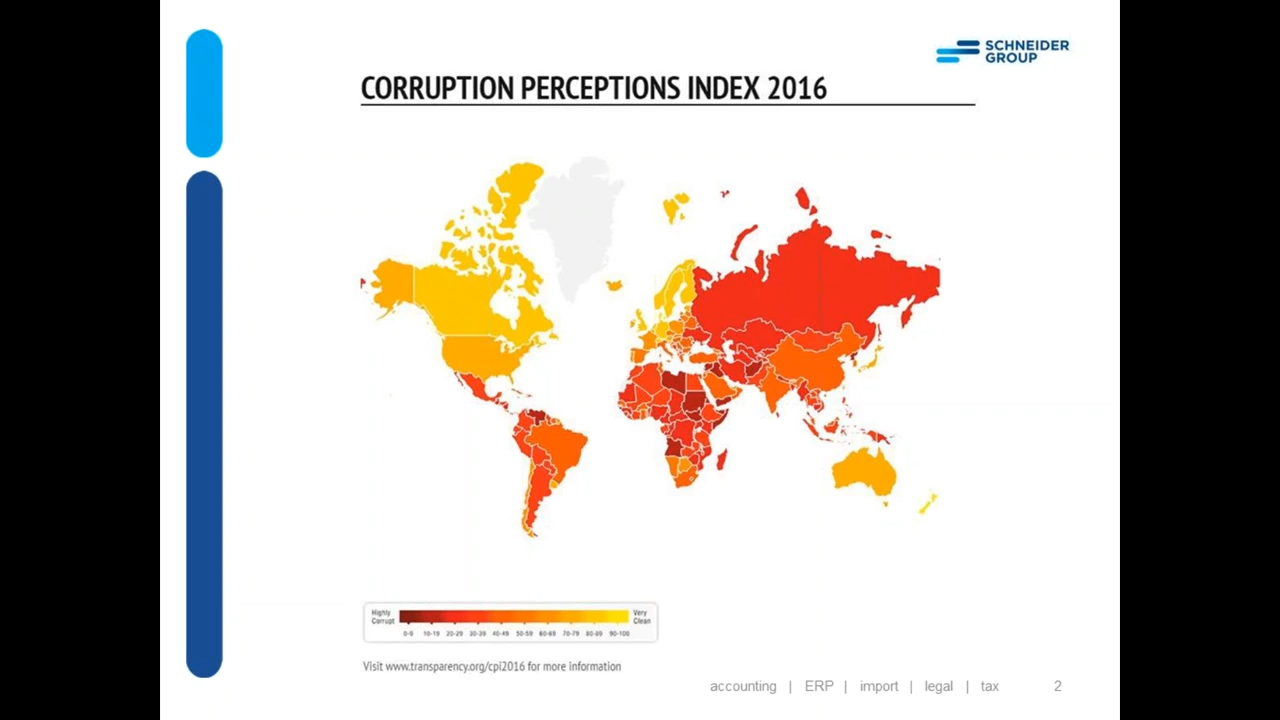 SCHNEIDER
GROUP
CORRUPTION PERCEPTIONS INDEX 2016
Highly
Corrupt
0-9 10-19 20-29 30-39 40-49 50-59 60-69 70-79 80-89 90-100
Very
Clean
Visit www.transparency.org/cpi2016 for more information
accounting | ERP | import | legal | tax 2